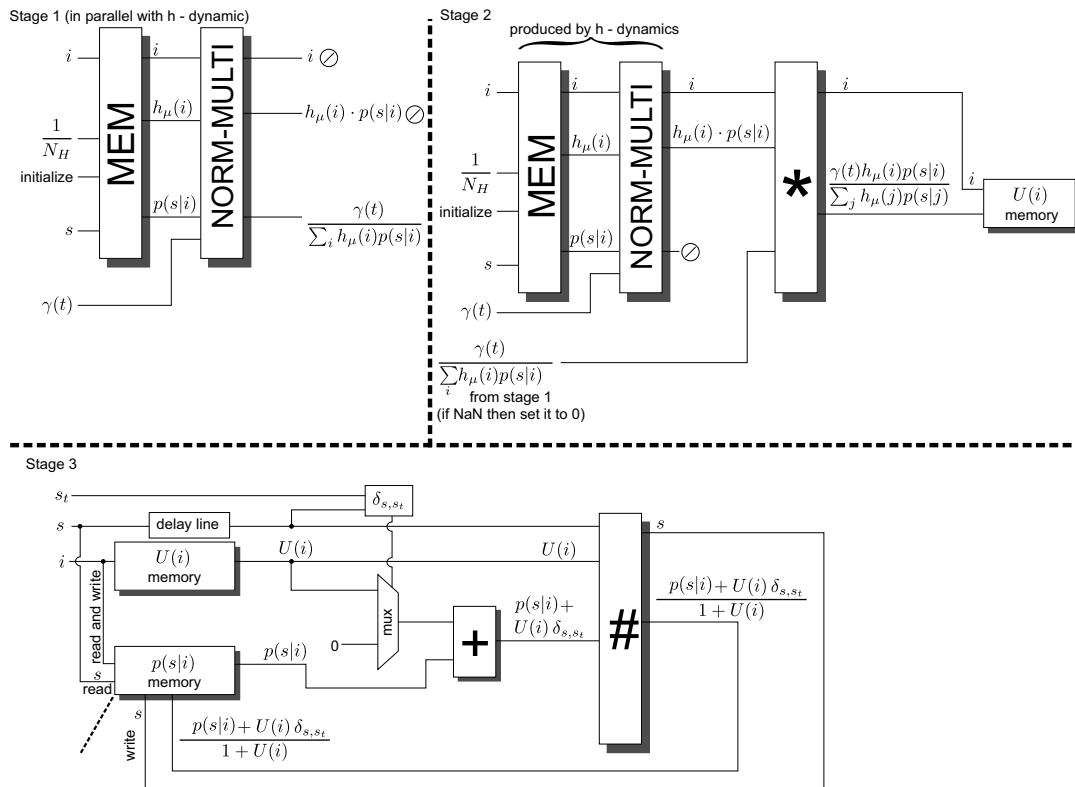 Stage 1 (in parallel with h - dynamic)
i
1/N_H
initialize
s
γ(t)
MEM
i
h_μ(i)
p(s|i)
NORM-MULTI
i ⊘
h_μ(i) · p(s|i) ⊘
γ(t) / ∑_i h_μ(i)p(s|i)
Stage 2
produced by h - dynamics
i
1/N_H
initialize
s
γ(t)
γ(t) / ∑_i h_μ(i)p(s|i)
from stage 1
(if NaN then set it to 0)
MEM
i
h_μ(i)
p(s|i)
NORM-MULTI
i
h_μ(i) · p(s|i)
⊘
*
i
γ(t)h_μ(i)p(s|i) / ∑_j h_μ(j)p(s|j)
i
U(i)
memory
Stage 3
s_t
δ_{s,s_t}
s
delay line
s
i
U(i)
memory
U(i)
U(i)
read and write
mux
0
p(s|i)+
U(i) δ_{s,s_t}
+
#
p(s|i) + U(i) δ_{s,s_t} / 1 + U(i)
p(s|i)
memory
p(s|i)
s
read
s
write
p(s|i) + U(i) δ_{s,s_t} / 1 + U(i)